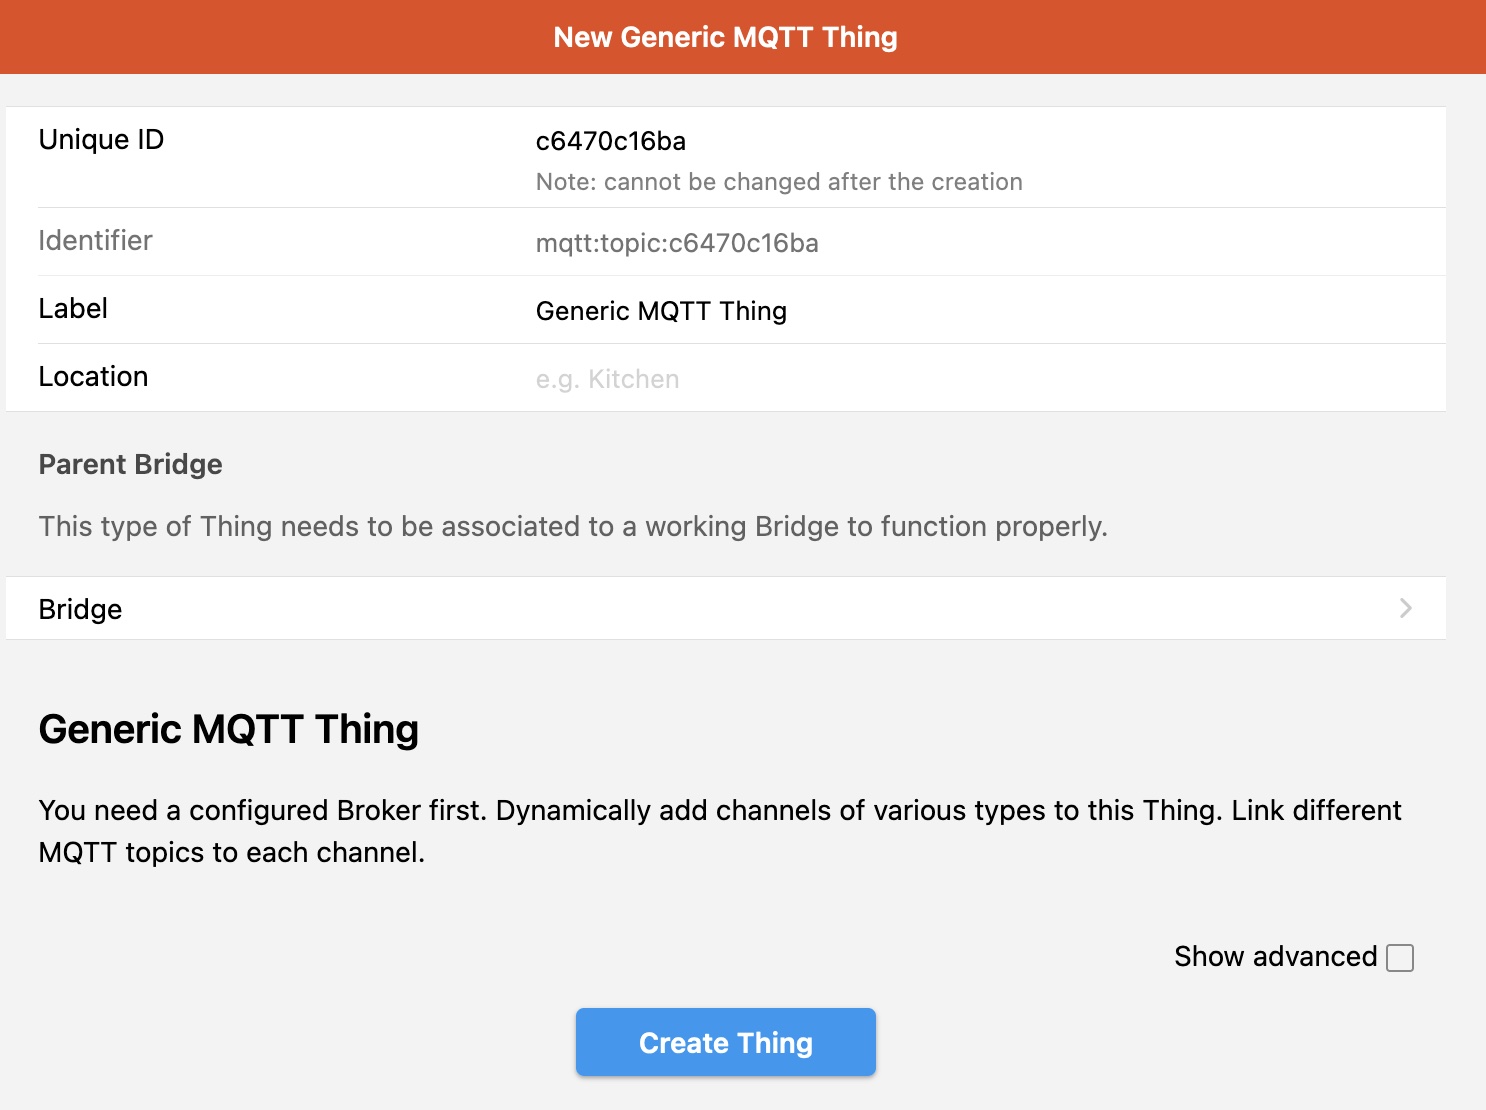 New Generic MQTT Thing
Unique ID
c6470c16ba
Note: cannot be changed after the creation
Identifier
mqtt:topic:c6470c16ba
Label
Generic MQTT Thing
Location
e.g. Kitchen
Parent Bridge
This type of Thing needs to be associated to a working Bridge to function properly.
Bridge
Generic MQTT Thing
You need a configured Broker first. Dynamically add channels of various types to this Thing. Link different
MQTT topics to each channel.
Show advanced
Create Thing